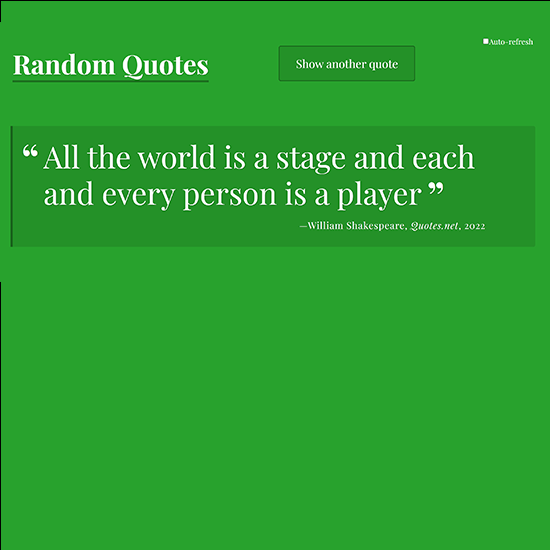 Auto-refresh
Random Quotes
Show another quote
“ All the world is a stage and each
and every person is a player ”
—William Shakespeare, Quotes.net, 2022